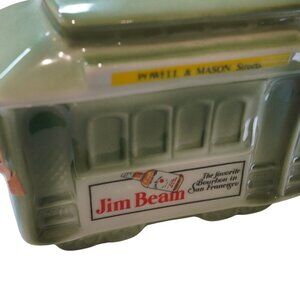 POWELL & MASON Streets
Jim Beam
The favorite
Bourbon in
San Francisco